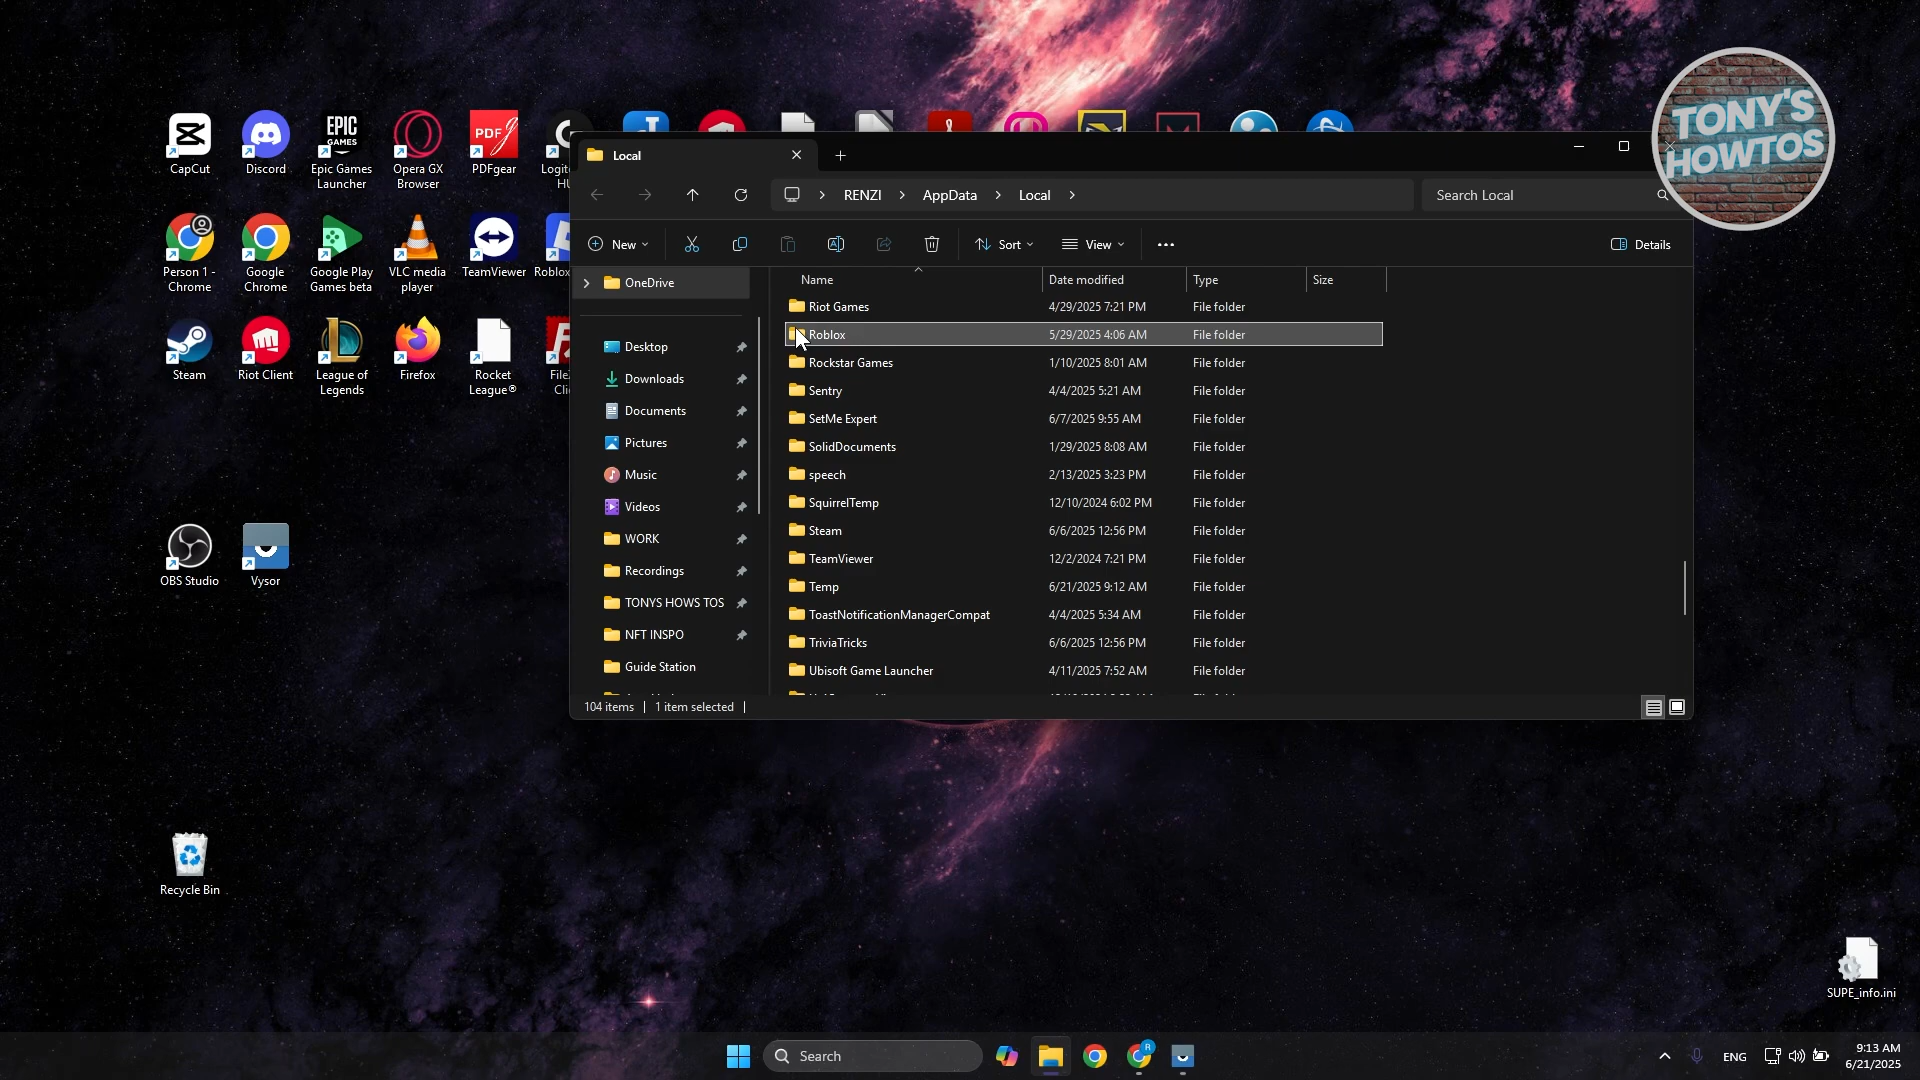 TONY'S
HOWTOS
CapCut
Discord
Epic Games
Launcher
Opera GX
Browser
PDFgear
Logit
HU
EPIC
GAMES
PDF
Person 1 -
Chrome
Google
Chrome
Google Play
Games beta
VLC media
player
TeamViewer
Roblox
Steam
Riot Client
League of
Legends
Firefox
Rocket
League®
File
Cli
OBS Studio
Vysor
Recycle Bin
SUPE_info.ini
Local
RENZI
AppData
Local
Search Local
New
Sort
View
Details
OneDrive
Desktop
Downloads
Documents
Pictures
Music
Videos
WORK
Recordings
TONYS HOWS TOS
NFT INSPO
Guide Station
Name Date modified Type Size
Riot Games 4/29/2025 7:21 PM File folder
Roblox 5/29/2025 4:06 AM File folder
Rockstar Games 1/10/2025 8:01 AM File folder
Sentry 4/4/2025 5:21 AM File folder
SetMe Expert 6/7/2025 9:55 AM File folder
SolidDocuments 1/29/2025 8:08 AM File folder
speech 2/13/2025 3:23 PM File folder
SquirrelTemp 12/10/2024 6:02 PM File folder
Steam 6/6/2025 12:56 PM File folder
TeamViewer 12/2/2024 7:21 PM File folder
Temp 6/21/2025 9:12 AM File folder
ToastNotificationManagerCompat 4/4/2025 5:34 AM File folder
TriviaTricks 6/6/2025 12:56 PM File folder
Ubisoft Game Launcher 4/11/2025 7:52 AM File folder
104 items 1 item selected
Search
R
ENG
9:13 AM
6/21/2025